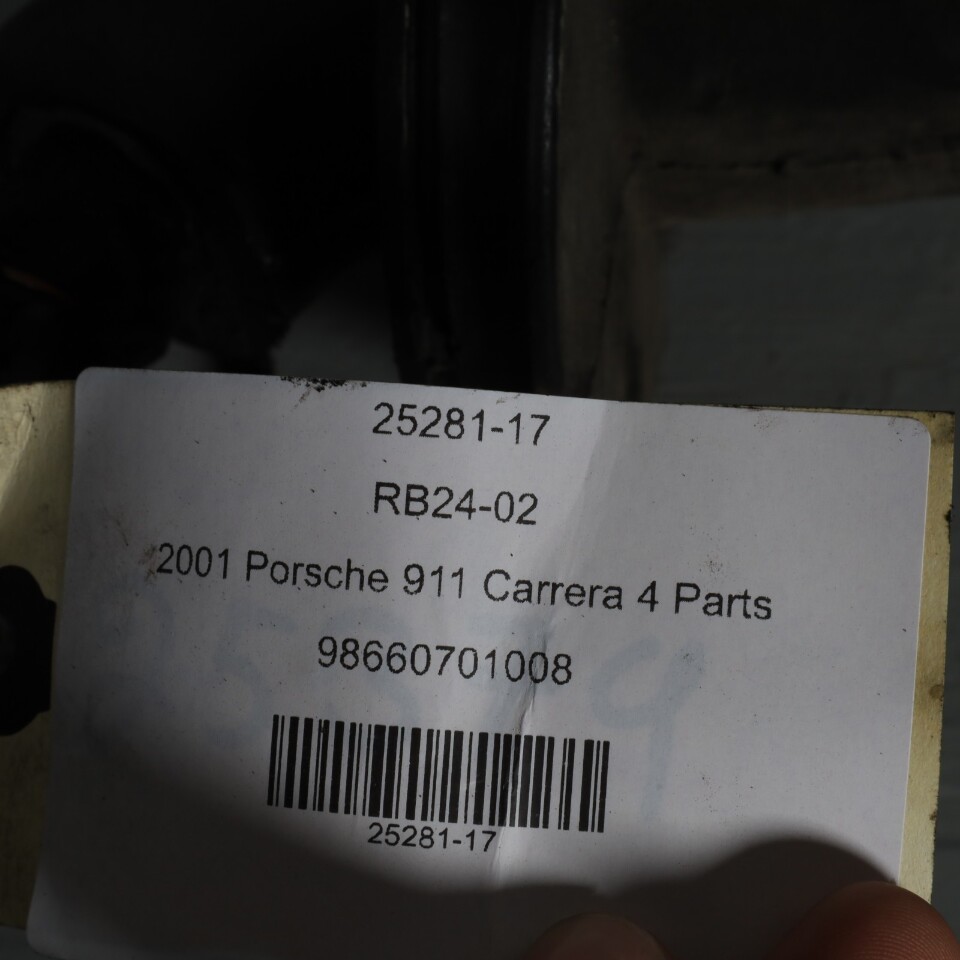 25281-17
RB24-02
2001 Porsche 911 Carrera 4 Parts
98660701008
25281-17